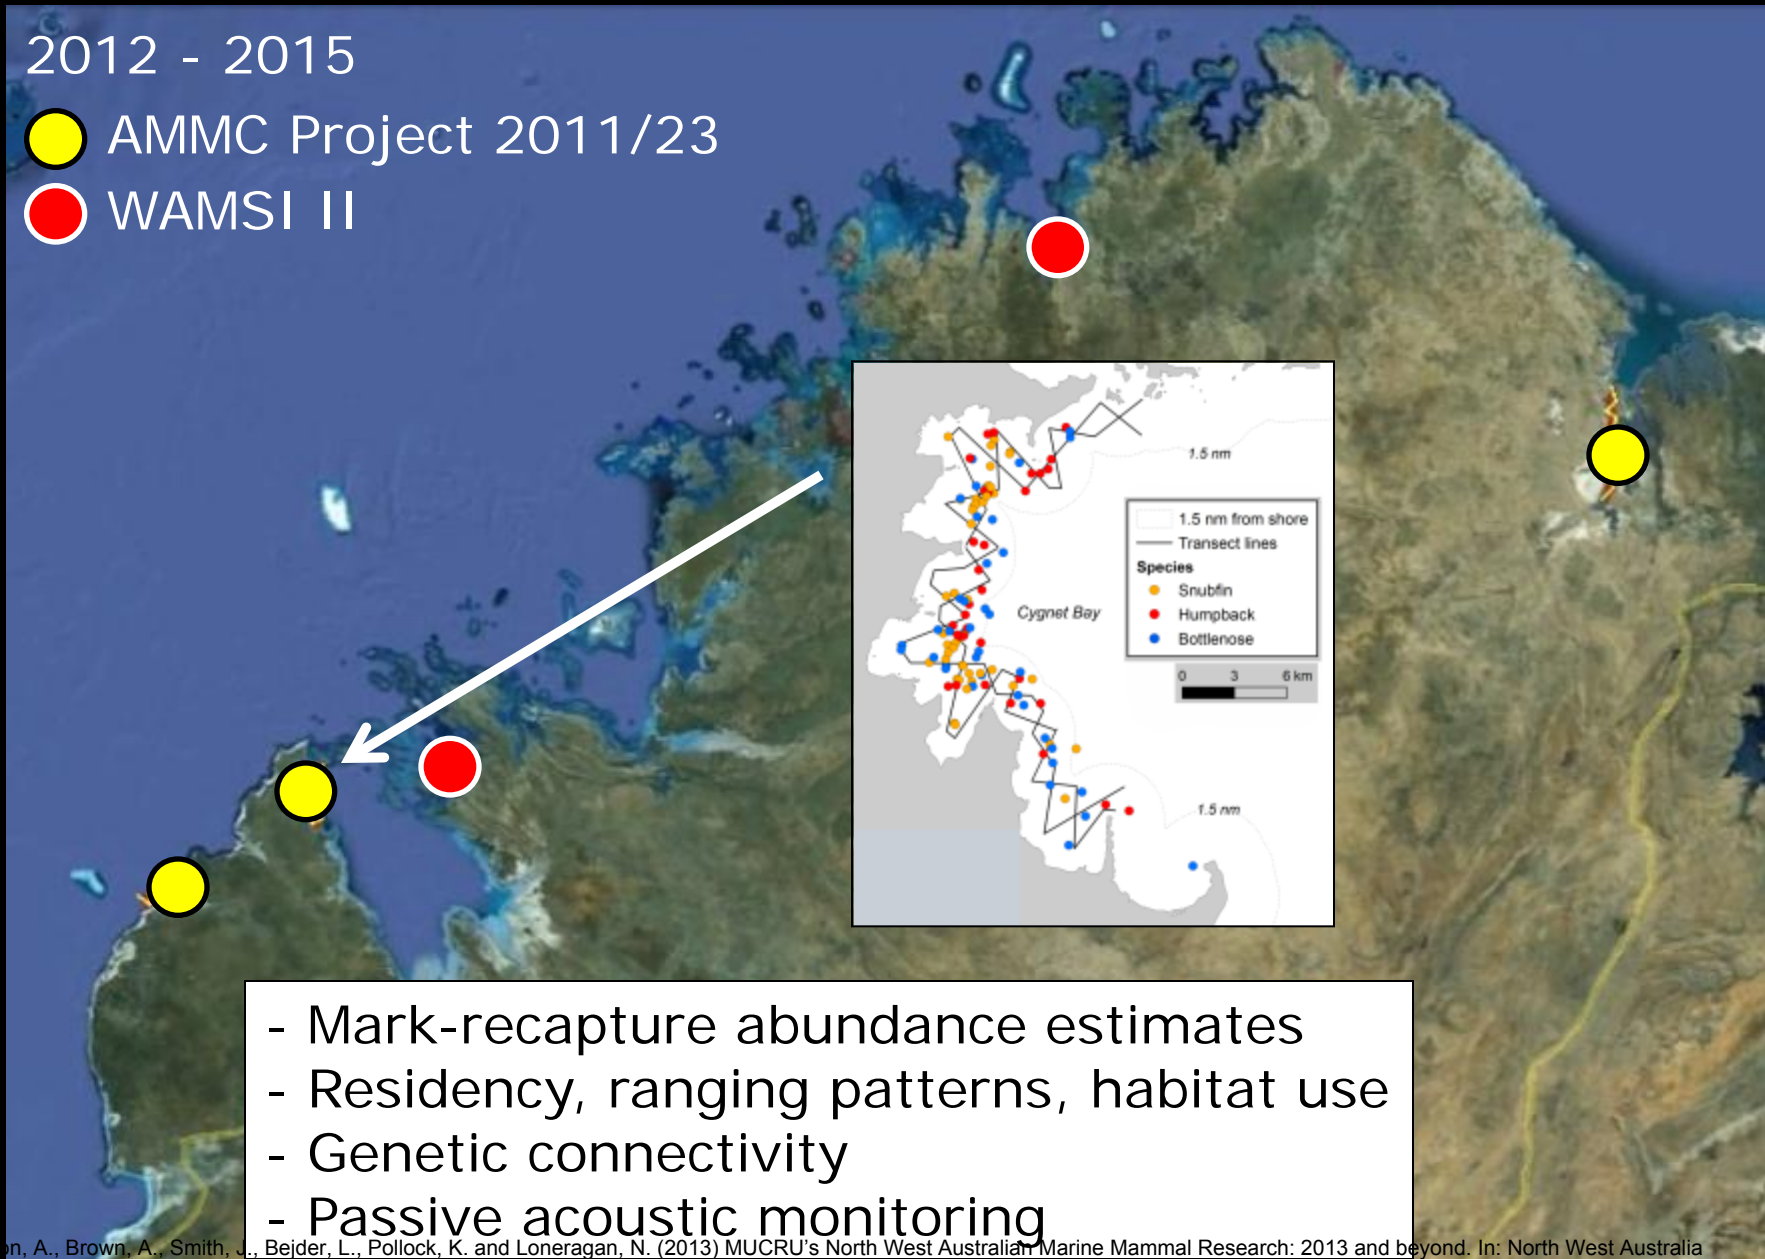 2012 - 2015
AMMC Project 2011/23
WAMSI II
1.5 nm
1.5 nm from shore
Transect lines
Species
Snubfin
Humpback
Bottlenose
Cygnet Bay
0 3 6 km
1.5 nm
- Mark-recapture abundance estimates
- Residency, ranging patterns, habitat use
- Genetic connectivity
- Passive acoustic monitoring
A., Brown, A., Smith, J., Bejder, L., Pollock, K. and Loneragan, N. (2013) MUCRU's North West Australian Marine Mammal Research: 2013 and beyond. In: North West Australia